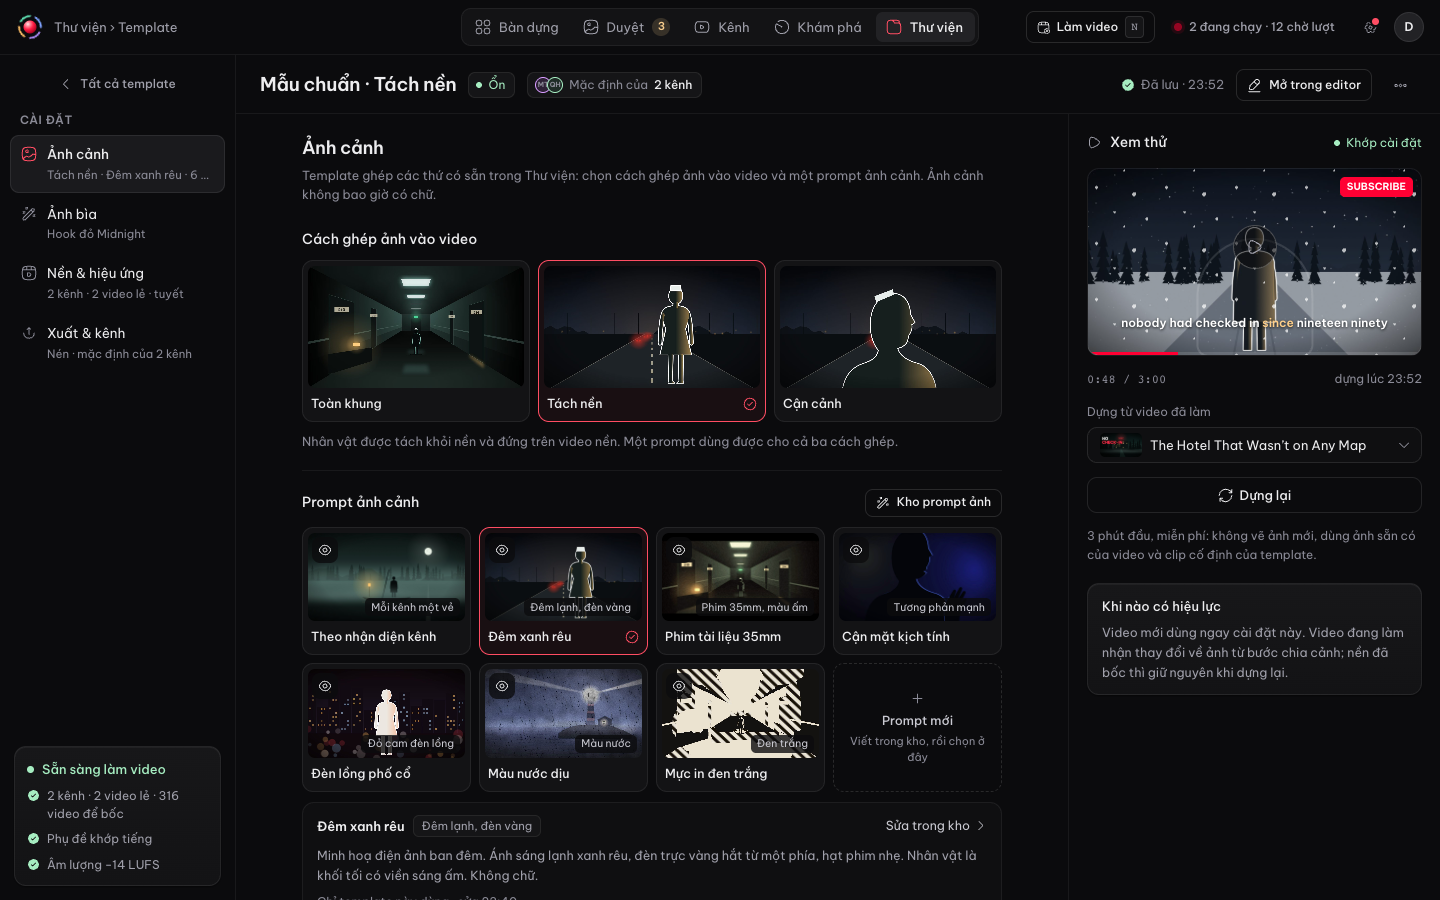 Thư viện › Template
Bàn dựng
Duyệt 3
Kênh
Khám phá
Thư viện
Làm video N
2 đang chạy · 12 chờ lượt
D
Tất cả template
CÀI ĐẶT
Ảnh cảnh
Tách nền · Đêm xanh rêu · 6 ...
Ảnh bìa
Hook đỏ Midnight
Nền & hiệu ứng
2 kênh · 2 video lẻ · tuyết
Xuất & kênh
Nén · mặc định của 2 kênh
Sẵn sàng làm video
2 kênh · 2 video lẻ · 316
video để bốc
Phụ đề khớp tiếng
Âm lượng -14 LUFS
Mẫu chuẩn · Tách nền
Ổn
Mặc định của 2 kênh
Đã lưu · 23:52
Mở trong editor
Ảnh cảnh
Template ghép các thứ có sẵn trong Thư viện: chọn cách ghép ảnh vào video và một prompt ảnh cảnh. Ảnh cảnh
không bao giờ có chữ.
Cách ghép ảnh vào video
Toàn khung
Tách nền
Cận cảnh
Nhân vật được tách khỏi nền và đứng trên video nền. Một prompt dùng được cho cả ba cách ghép.
Prompt ảnh cảnh
Kho prompt ảnh
Mỗi kênh một vẻ
Theo nhận diện kênh
Đêm lạnh, đèn vàng
Đêm xanh rêu
Phim 35mm, màu ấm
Phim tài liệu 35mm
Tương phản mạnh
Cận mặt kịch tính
Đỏ cam đèn lồng
Đèn lồng phố cổ
Màu nước
Màu nước dịu
Đen trắng
Mực in đen trắng
Prompt mới
Viết trong kho, rồi chọn ở
đây
Đêm xanh rêu
Đêm lạnh, đèn vàng
Sửa trong kho
Minh hoạ điện ảnh ban đêm. Ánh sáng lạnh xanh rêu, đèn trực vàng hắt từ một phía, hạt phim nhẹ. Nhân vật là
khối tối có viền sáng ấm. Không chữ.
Xem thử
Khớp cài đặt
SUBSCRIBE
nobody had checked in since nineteen ninety
0:48 / 3:00
dựng lúc 23:52
Dựng từ video đã làm
The Hotel That Wasn't on Any Map
Dựng lại
3 phút đầu, miễn phí: không vẽ ảnh mới, dùng ảnh sẵn có
của video và clip cố định của template.
Khi nào có hiệu lực
Video mới dùng ngay cài đặt này. Video đang làm
nhận thay đổi về ảnh từ bước chia cảnh; nền đã
bốc thì giữ nguyên khi dựng lại.